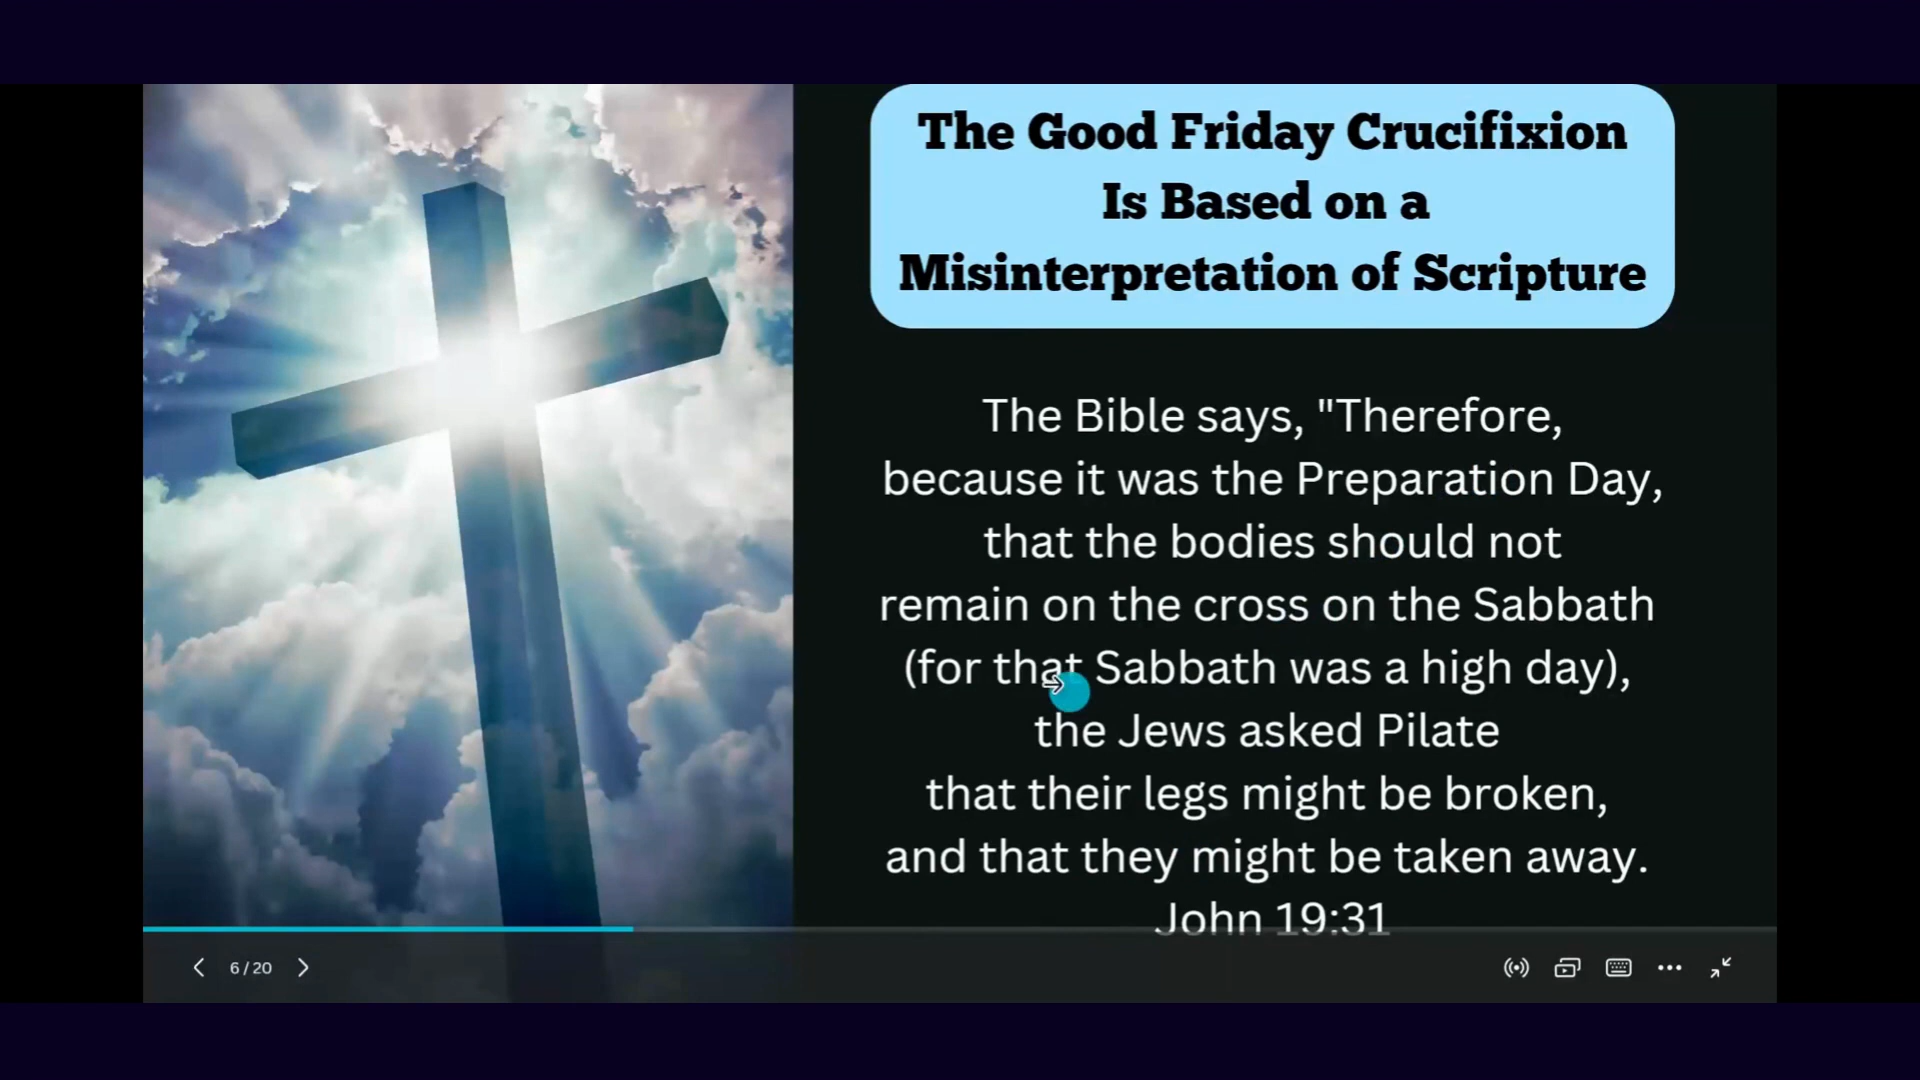 The Good Friday Crucifixion
Is Based on a
Misinterpretation of Scripture
The Bible says, "Therefore,
because it was the Preparation Day,
that the bodies should not
remain on the cross on the Sabbath
(for that Sabbath was a high day),
the Jews asked Pilate
that their legs might be broken,
and that they might be taken away.
John 19:31
6 / 20